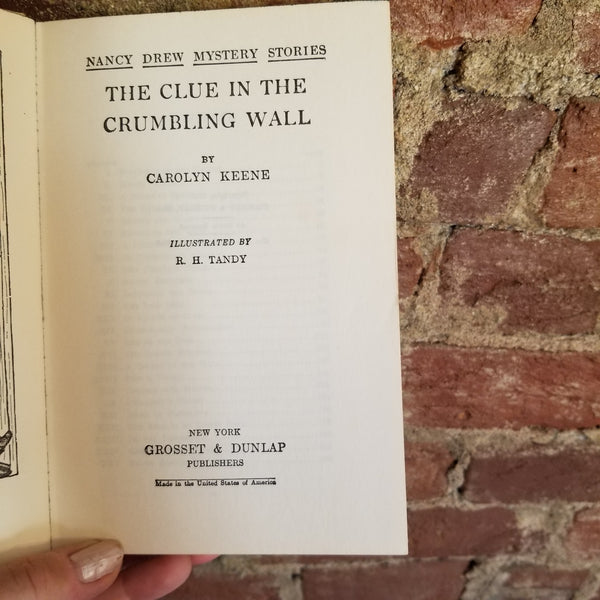 NANCY DREW MYSTERY STORIES
THE CLUE IN THE
CRUMBLING WALL
BY
CAROLYN KEENE
ILLUSTRATED BY
R. H. TANDY
NEW YORK
GROSSET & DUNLAP
PUBLISHERS
Made in the United States of America